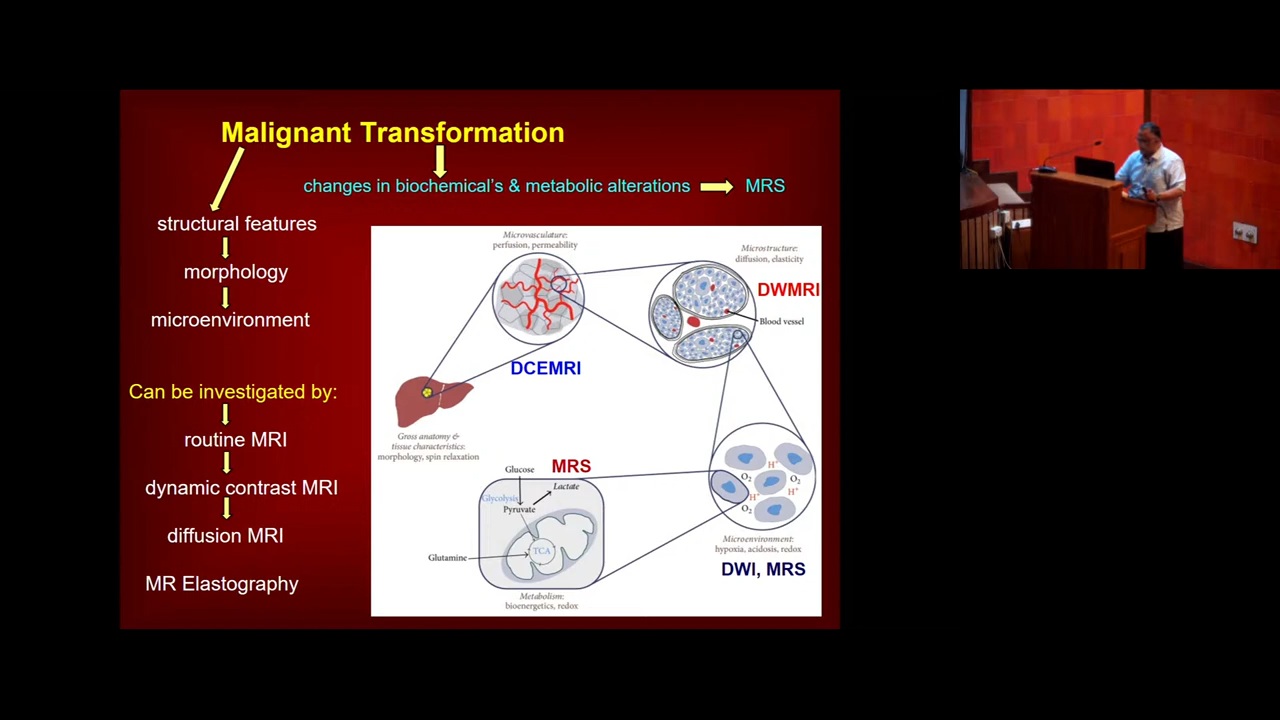 Malignant Transformation
changes in biochemical's & metabolic alterations
MRS
structural features
morphology
microenvironment
Can be investigated by:
routine MRI
dynamic contrast MRI
diffusion MRI
MR Elastography
Microvasculature:
perfusion, permeability
Microstructure:
diffusion, elasticity
DWMRI
Blood vessel
DCEMRI
Gross anatomy &
tissue characteristics:
morphology, spin relaxation
MRS
Glucose
Lactate
Glycolysis
Pyruvate
Glutamine
TCA
Metabolism:
bioenergetics, redox
H+
O2
O2
H+
H+
O2
Microenvironment:
hypoxia, acidosis, redox
DWI, MRS